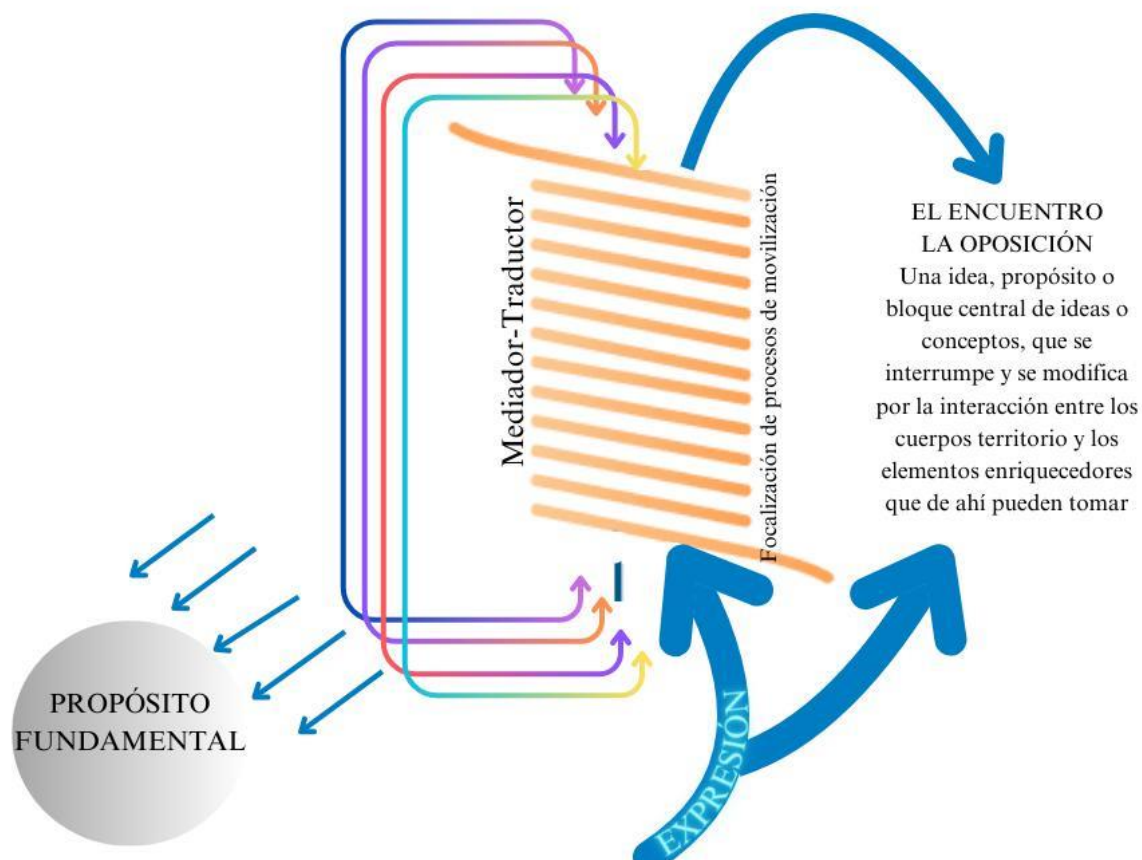 Mediador-Traductor
Focalización de procesos de movilización
EL ENCUENTRO
LA OPOSICIÓN
Una idea, propósito o
bloque central de ideas o
conceptos, que se
interrumpe y se modifica
por la interacción entre los
cuerpos territorio y los
elementos enriquecedores
que de ahí pueden tomar
PROPÓSITO
FUNDAMENTAL
EXPRESIÓN